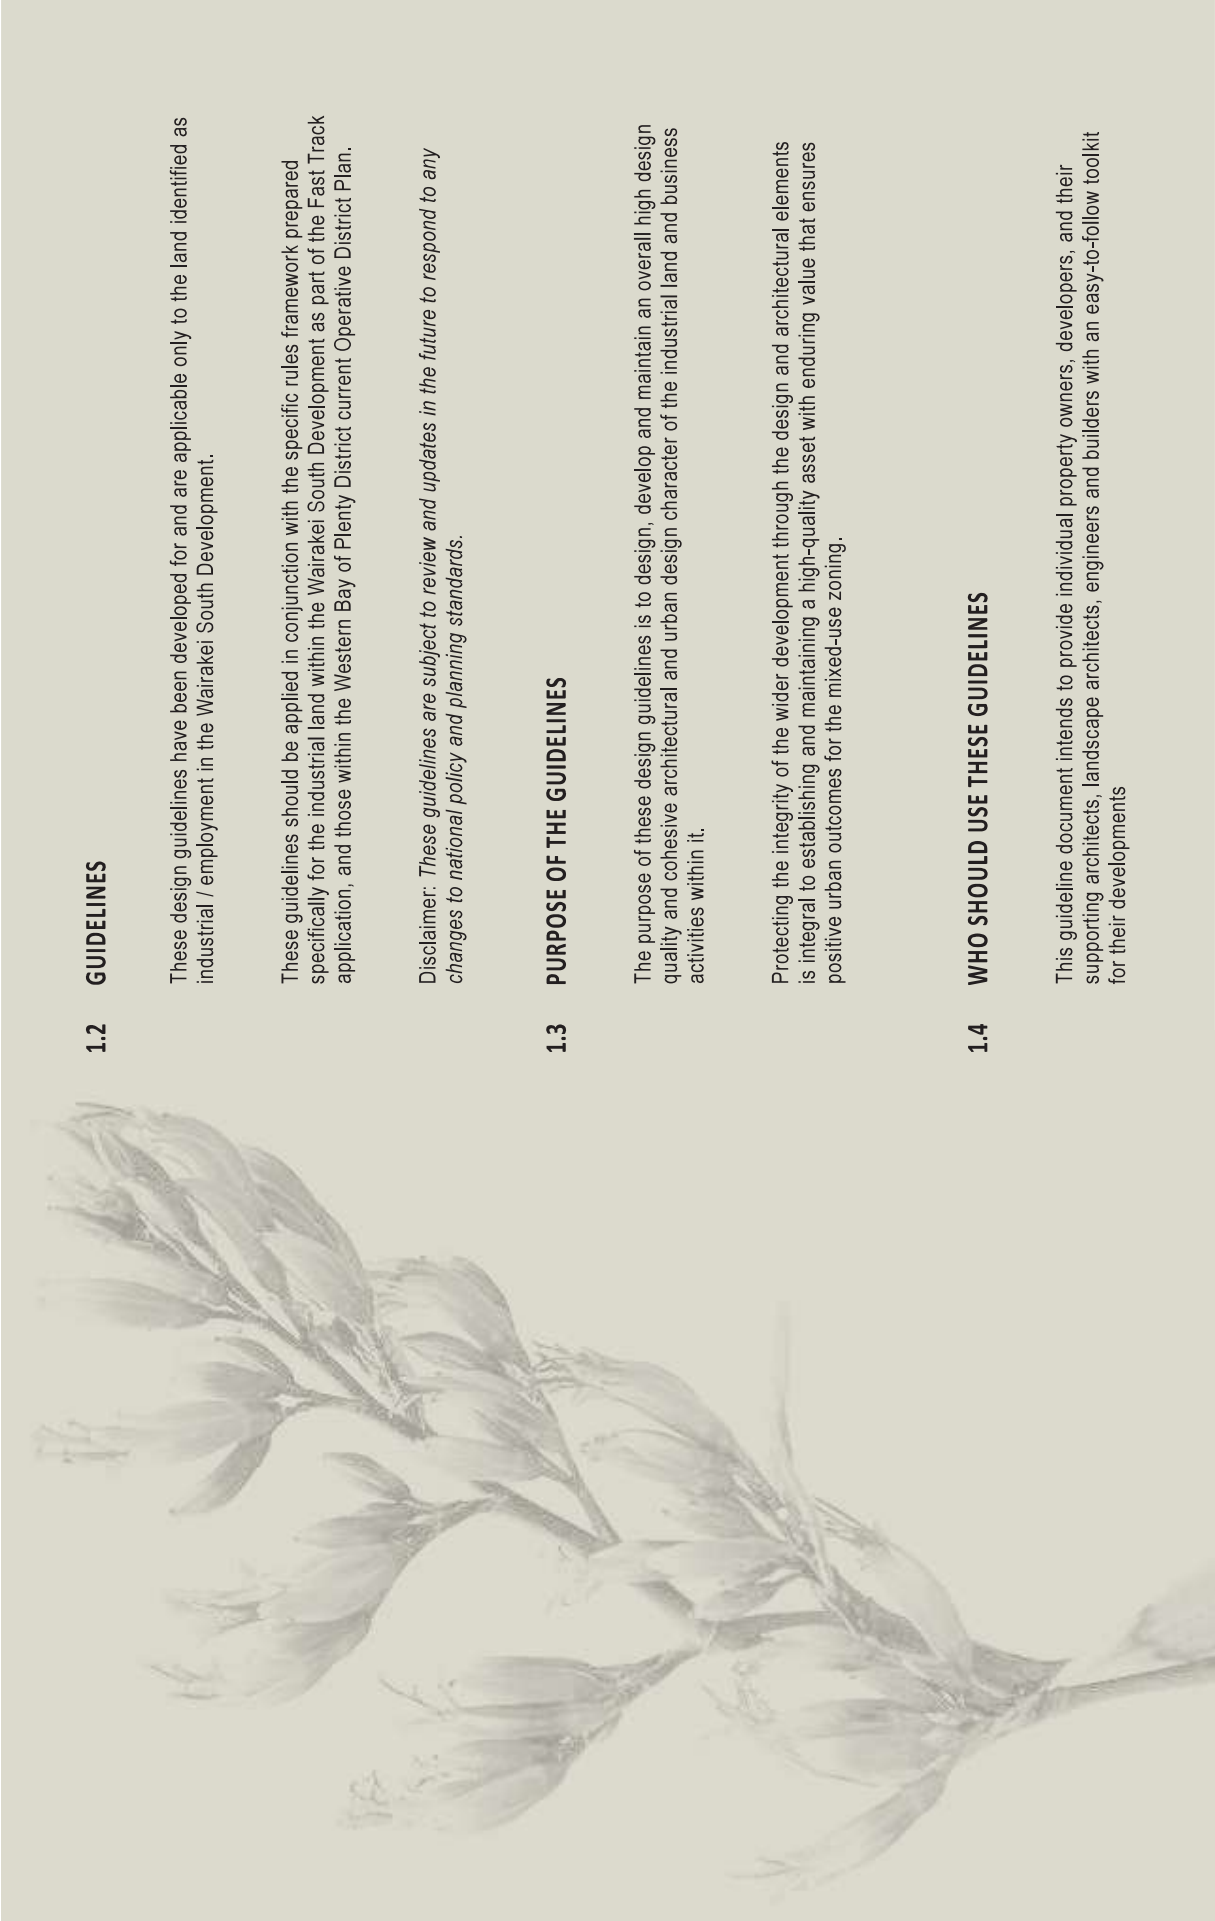 1.2 GUIDELINES
These design guidelines have been developed for and are applicable only to the land identified as
industrial / employment in the Wairakei South Development.
These guidelines should be applied in conjunction with the specific rules framework prepared
specifically for the industrial land within the Wairakei South Development as part of the Fast Track
application, and those within the Western Bay of Plenty District current Operative District Plan.
Disclaimer: These guidelines are subject to review and updates in the future to respond to any
changes to national policy and planning standards.
1.3 PURPOSE OF THE GUIDELINES
The purpose of these design guidelines is to design, develop and maintain an overall high design
quality and cohesive architectural and urban design character of the industrial land and business
activities within it.
Protecting the integrity of the wider development through the design and architectural elements
is integral to establishing and maintaining a high-quality asset with enduring value that ensures
positive urban outcomes for the mixed-use zoning.
1.4 WHO SHOULD USE THESE GUIDELINES
This guideline document intends to provide individual property owners, developers, and their
supporting architects, landscape architects, engineers and builders with an easy-to-follow toolkit
for their developments